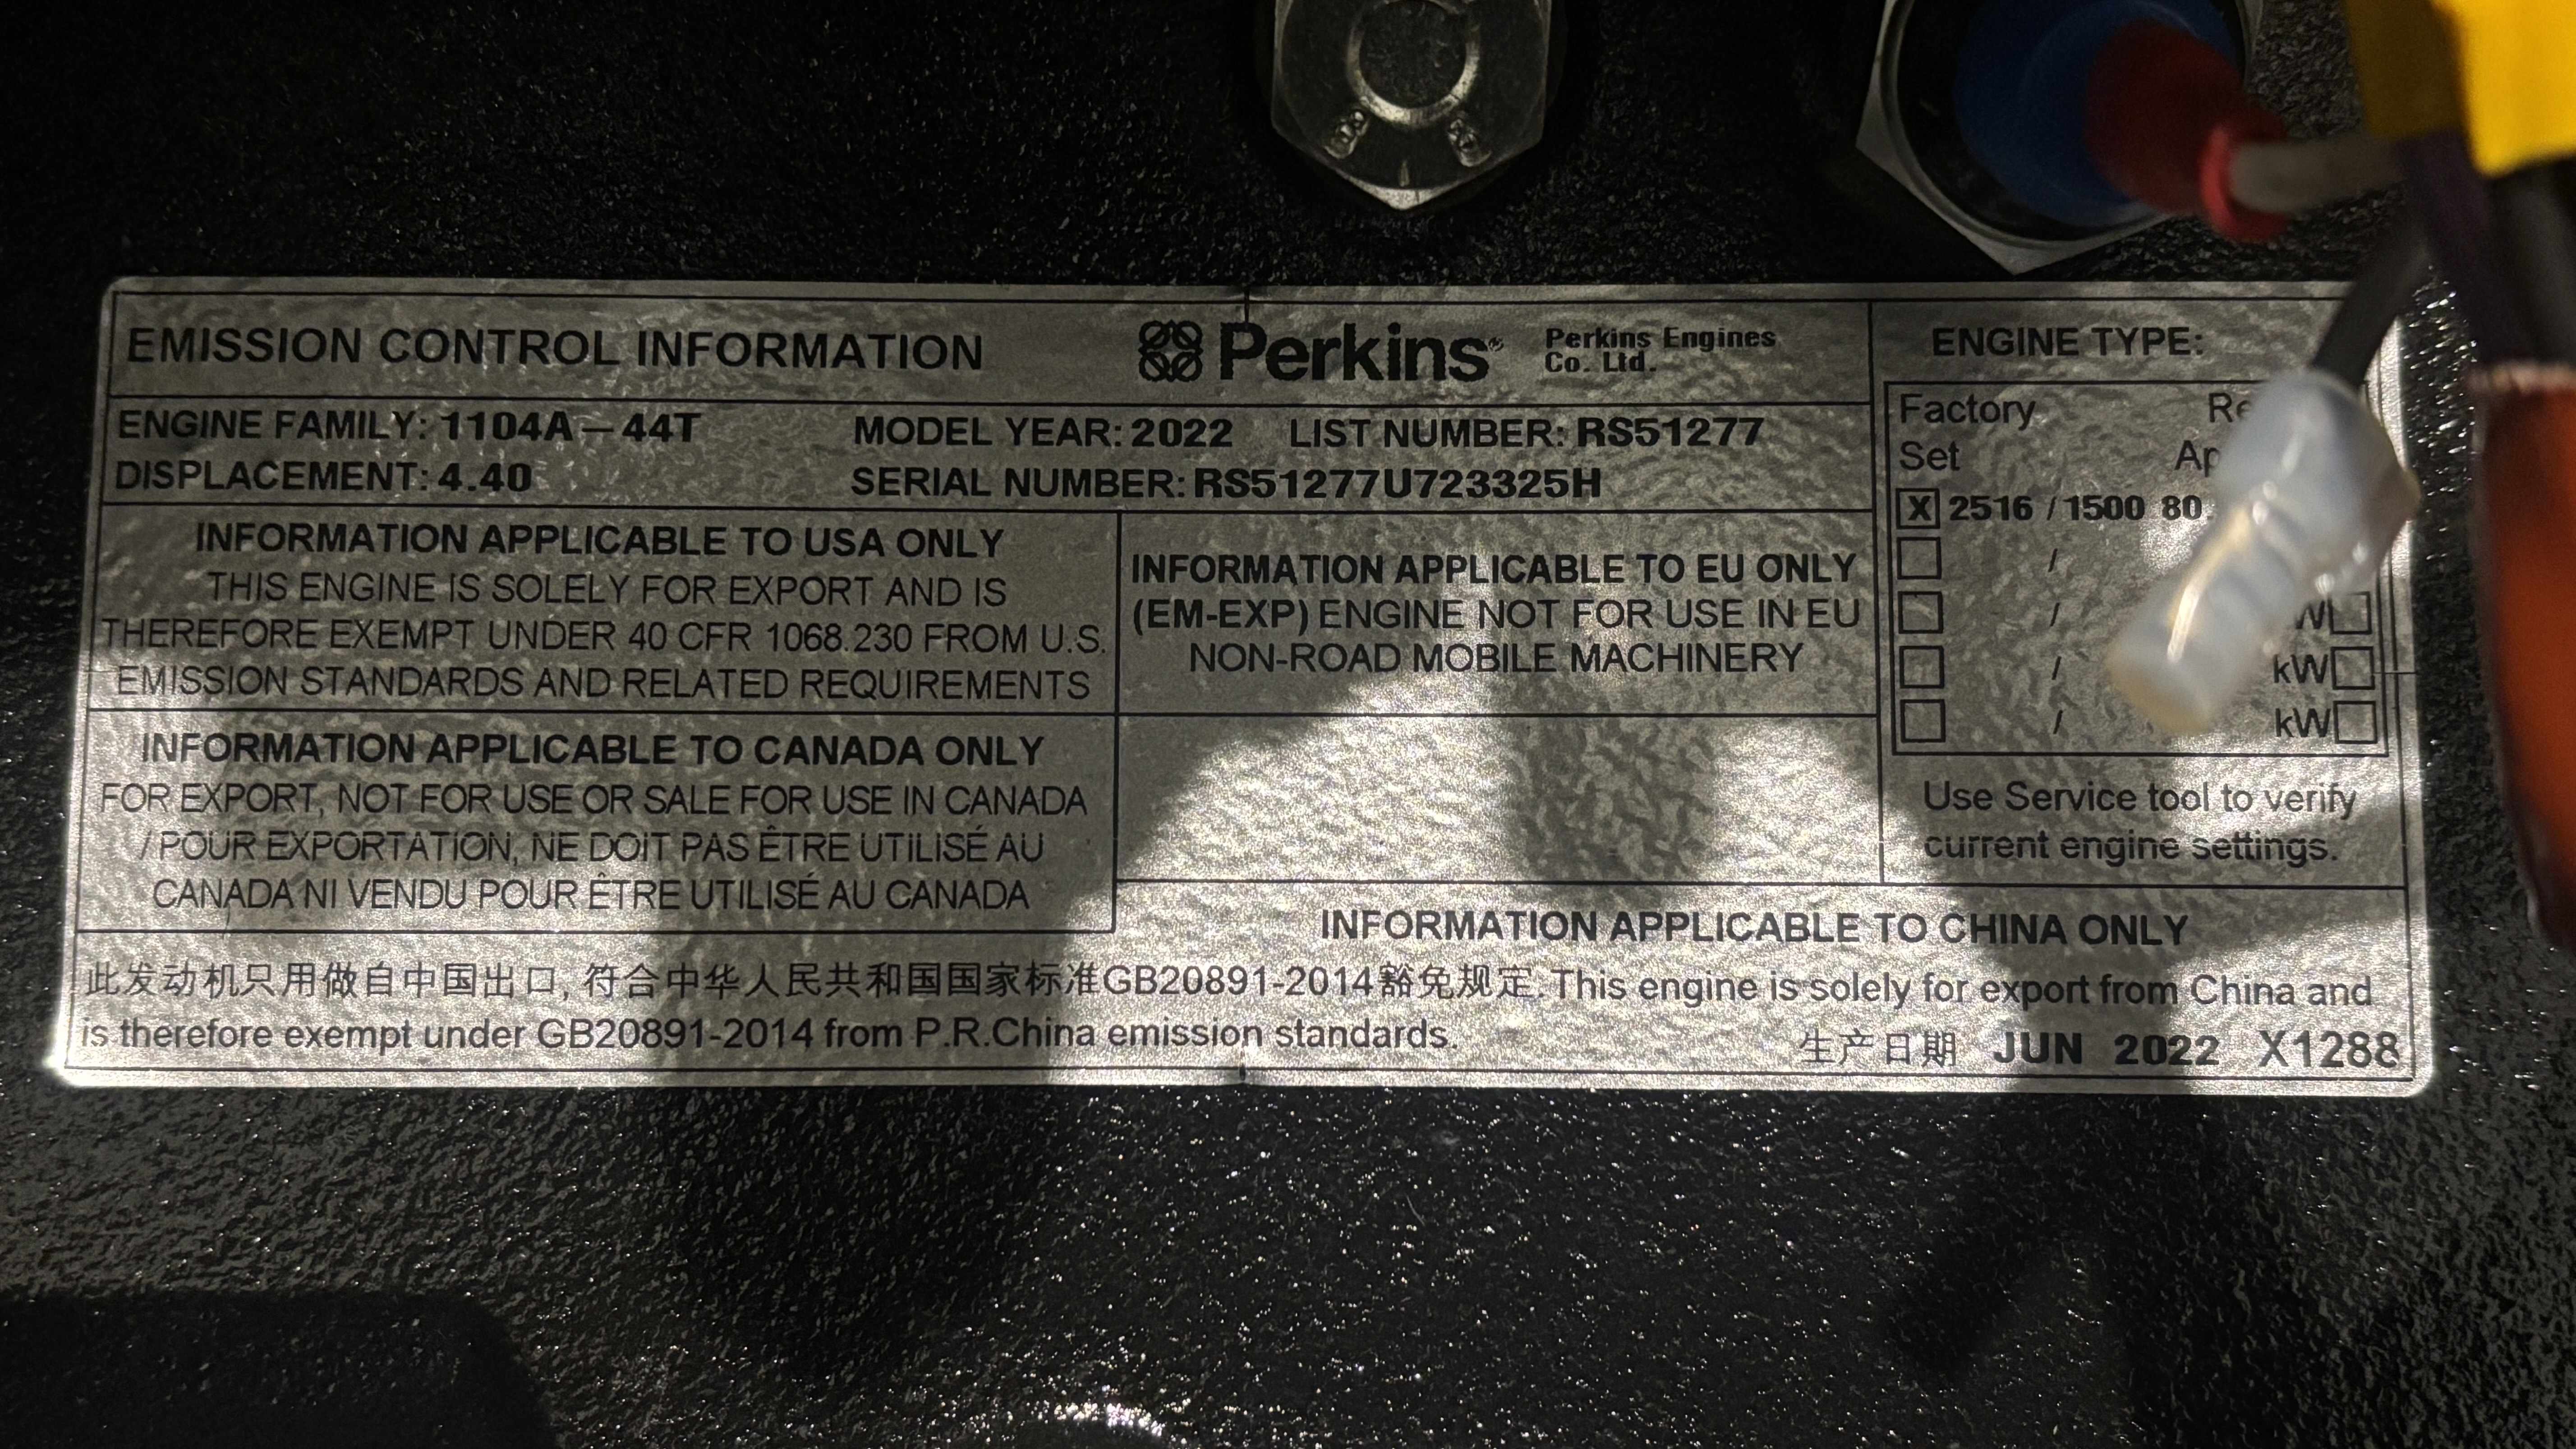 EMISSION CONTROL INFORMATION
Perkins
Perkins Engines
Co. Ltd.
ENGINE TYPE:
ENGINE FAMILY: 1104A-44T
MODEL YEAR: 2022 LIST NUMBER: RS51277
DISPLACEMENT: 4.40
SERIAL NUMBER: RS51277U723325H
Factory
Set
X 2516 / 1500 80
/
/
/ kW
/ kW
Use Service tool to verify
current engine settings.
INFORMATION APPLICABLE TO USA ONLY
THIS ENGINE IS SOLELY FOR EXPORT AND IS
THEREFORE EXEMPT UNDER 40 CFR 1068.230 FROM U.S.
EMISSION STANDARDS AND RELATED REQUIREMENTS
INFORMATION APPLICABLE TO EU ONLY
(EM-EXP) ENGINE NOT FOR USE IN EU
NON-ROAD MOBILE MACHINERY
INFORMATION APPLICABLE TO CANADA ONLY
FOR EXPORT, NOT FOR USE OR SALE FOR USE IN CANADA
/ POUR EXPORTATION, NE DOIT PAS ÊTRE UTILISÉ AU
CANADA NI VENDU POUR ÊTRE UTILISÉ AU CANADA
INFORMATION APPLICABLE TO CHINA ONLY
此发动机只用做自中国出口, 符合中华人民共和国国家标准GB20891-2014豁免规定. This engine is solely for export from China and
is therefore exempt under GB20891-2014 from P.R.China emission standards.
生产日期 JUN 2022 X1288